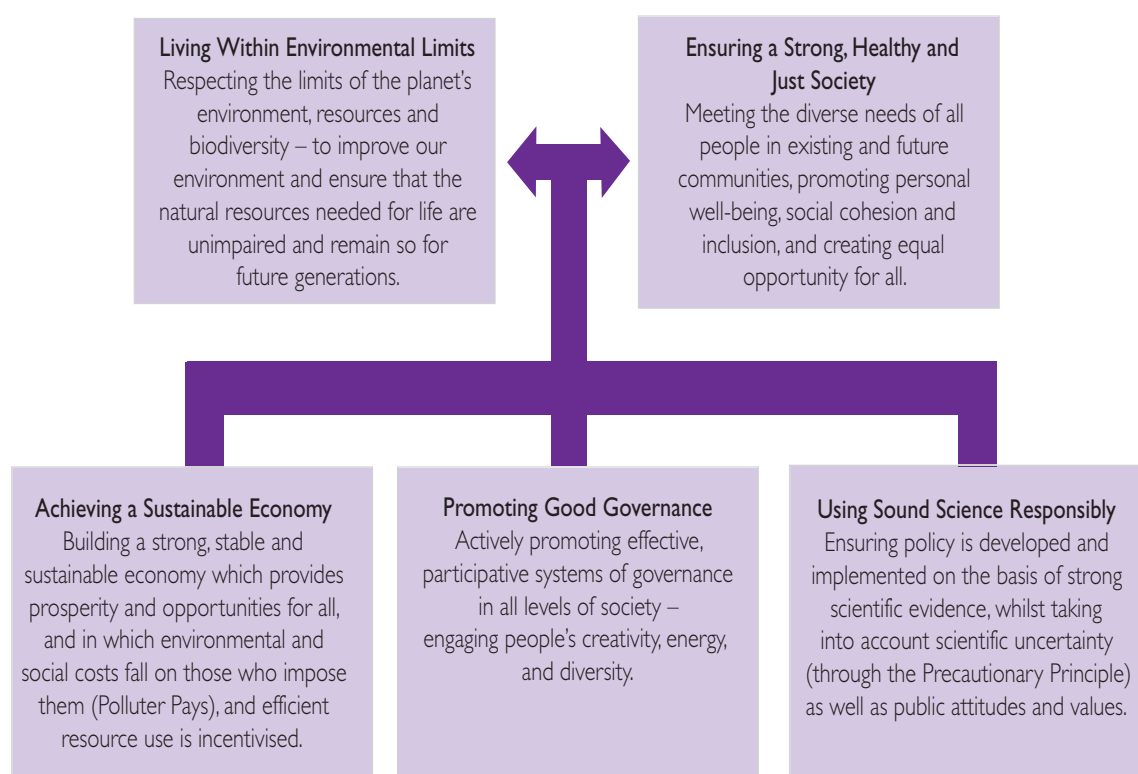 Living Within Environmental Limits
Respecting the limits of the planet's
environment, resources and
biodiversity – to improve our
environment and ensure that the
natural resources needed for life are
unimpaired and remain so for
future generations.
Ensuring a Strong, Healthy and
Just Society
Meeting the diverse needs of all
people in existing and future
communities, promoting personal
well-being, social cohesion and
inclusion, and creating equal
opportunity for all.
Achieving a Sustainable Economy
Building a strong, stable and
sustainable economy which provides
prosperity and opportunities for all,
and in which environmental and
social costs fall on those who impose
them (Polluter Pays), and efficient
resource use is incentivised.
Promoting Good Governance
Actively promoting effective,
participative systems of governance
in all levels of society –
engaging people's creativity, energy,
and diversity.
Using Sound Science Responsibly
Ensuring policy is developed and
implemented on the basis of strong
scientific evidence, whilst taking
into account scientific uncertainty
(through the Precautionary Principle)
as well as public attitudes and values.